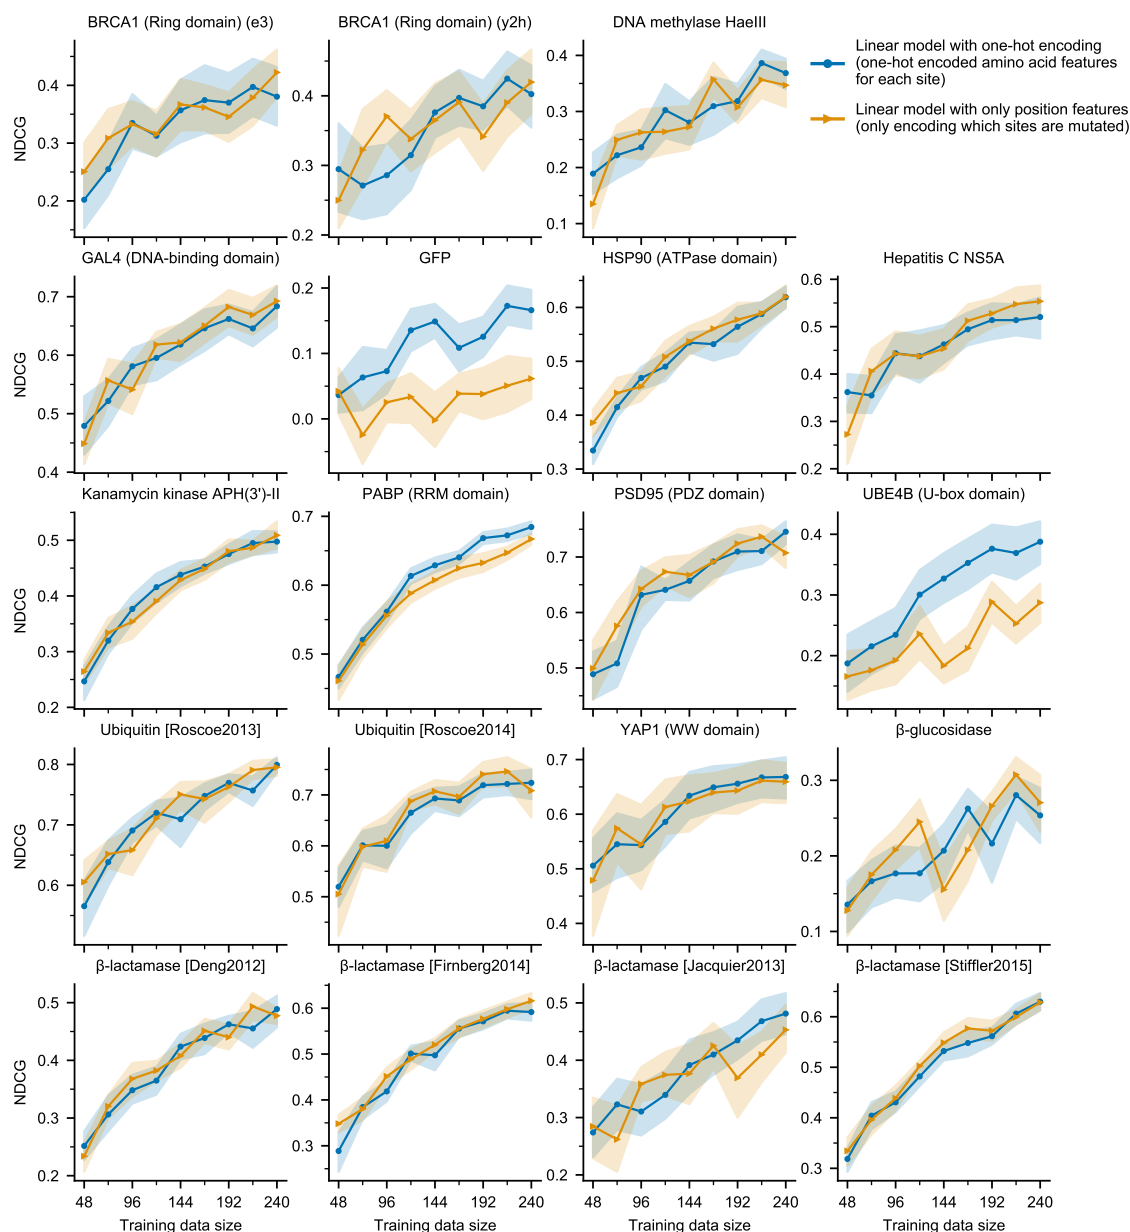 BRCA1 (Ring domain) (e3)
BRCA1 (Ring domain) (y2h)
DNA methylase HaeIII
Linear model with one-hot encoding
(one-hot encoded amino acid features
for each site)
Linear model with only position features
(only encoding which sites are mutated)
NDCG
0.4
0.3
0.2
0.4
0.3
0.2
0.4
0.3
0.2
0.1
GAL4 (DNA-binding domain)
GFP
HSP90 (ATPase domain)
Hepatitis C NS5A
NDCG
0.7
0.6
0.5
0.4
0.2
0.1
0.0
0.6
0.5
0.4
0.3
0.6
0.5
0.4
0.3
0.2
Kanamycin kinase APH(3')-II
PABP (RRM domain)
PSD95 (PDZ domain)
UBE4B (U-box domain)
NDCG
0.5
0.4
0.3
0.2
0.7
0.6
0.5
0.7
0.6
0.5
0.4
0.3
0.2
Ubiquitin [Roscoe2013]
Ubiquitin [Roscoe2014]
YAP1 (WW domain)
β-glucosidase
NDCG
0.8
0.7
0.6
0.7
0.6
0.5
0.7
0.6
0.5
0.4
0.3
0.2
0.1
β-lactamase [Deng2012]
β-lactamase [Firnberg2014]
β-lactamase [Jacquier2013]
β-lactamase [Stiffler2015]
NDCG
0.5
0.4
0.3
0.2
0.6
0.5
0.4
0.3
0.5
0.4
0.3
0.2
0.6
0.5
0.4
0.3
48 96 144 192 240
48 96 144 192 240
48 96 144 192 240
48 96 144 192 240
Training data size
Training data size
Training data size
Training data size